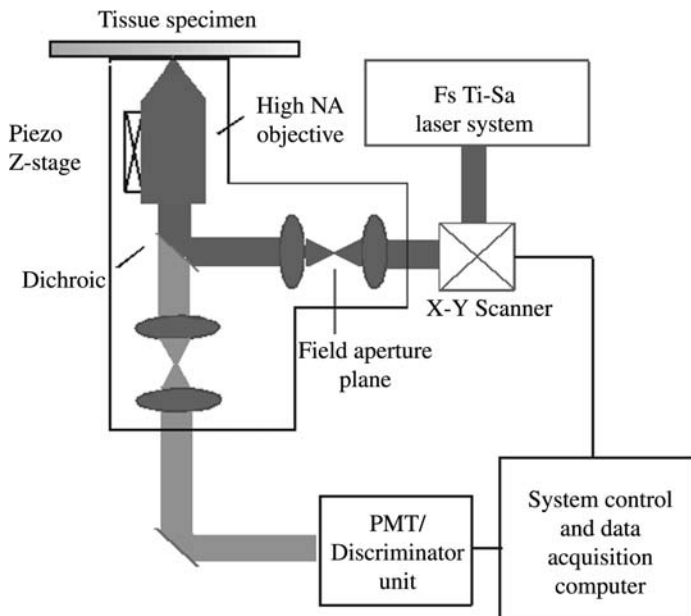 Tissue specimen
Fs Ti-Sa
laser system
High NA
objective
Piezo
Z-stage
Dichroic
X-Y Scanner
Field aperture
plane
PMT/
Discriminator
unit
System control
and data
acquisition
computer